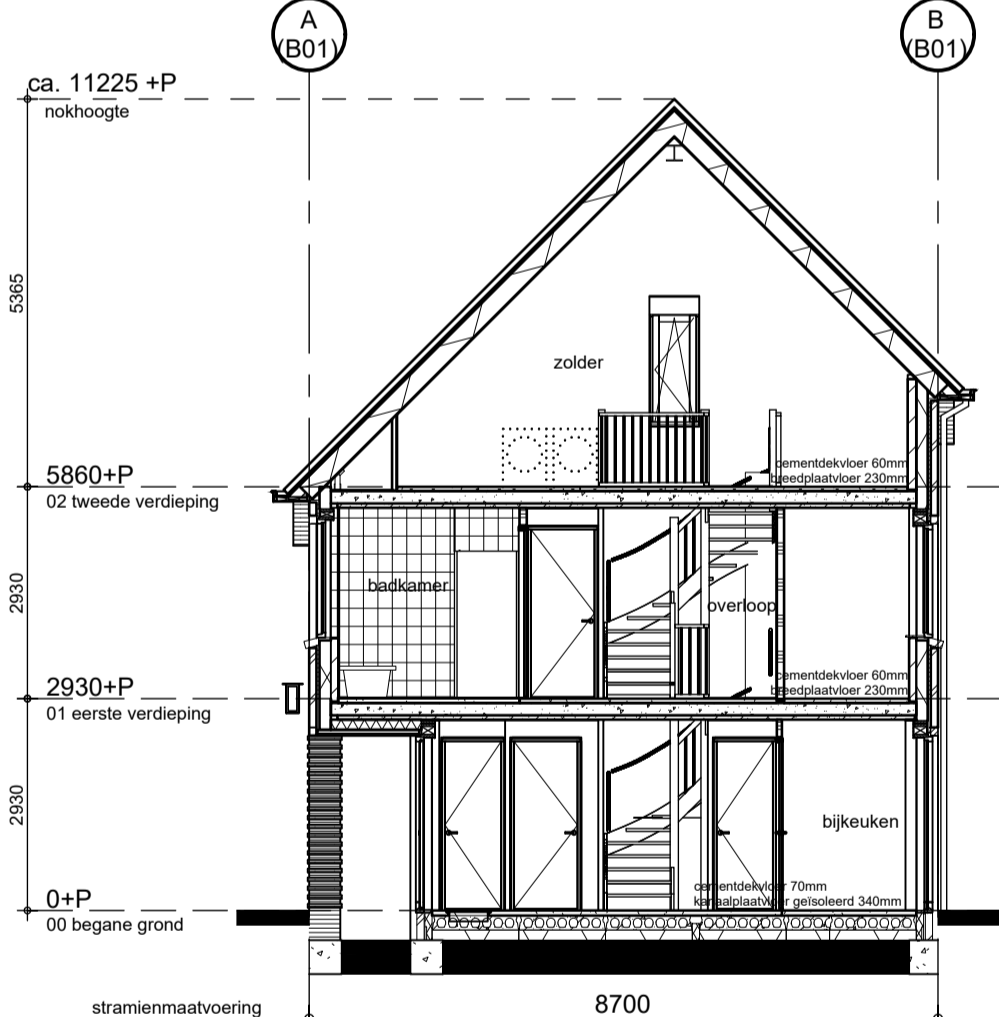 A
(B01)
B
(B01)
ca. 11225 +P
nokhoogte
5365
zolder
5860+P
02 tweede verdieping
cementdekvloer 60mm
breedplaatvloer 230mm
2930
badkamer
overloop
2930+P
01 eerste verdieping
cementdekvloer 60mm
breedplaatvloer 230mm
2930
bijkeuken
0+P
00 begane grond
cementdekvloer 70mm
kanaalplaatvloer geïsoleerd 340mm
stramienmaatvoering
8700